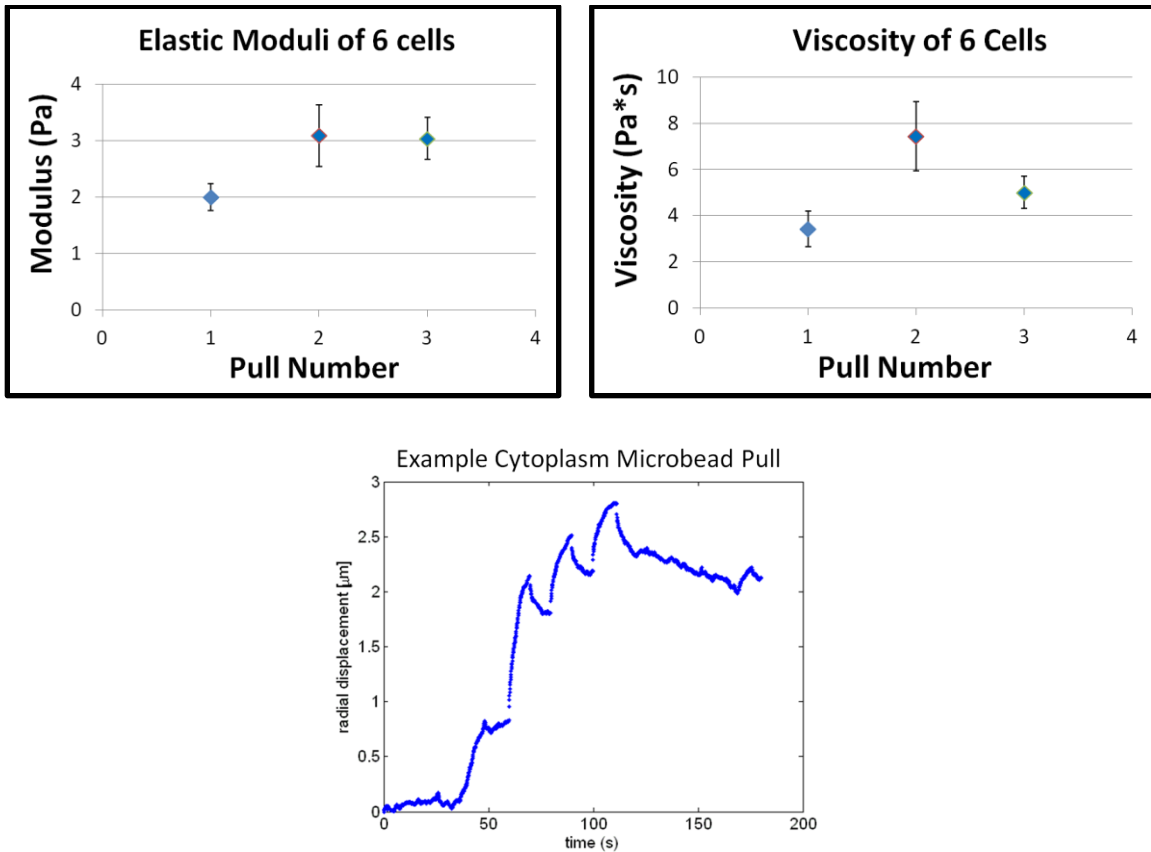 Elastic Moduli of 6 cells
Modulus (Pa)
4
3
2
1
0
0 1 2 3 4
Pull Number
Viscosity of 6 Cells
Viscosity (Pa*s)
10
8
6
4
2
0
0 1 2 3 4
Pull Number
Example Cytoplasm Microbead Pull
radial displacement [μm]
3
2.5
2
1.5
1
0.5
0
0 50 100 150 200
time (s)